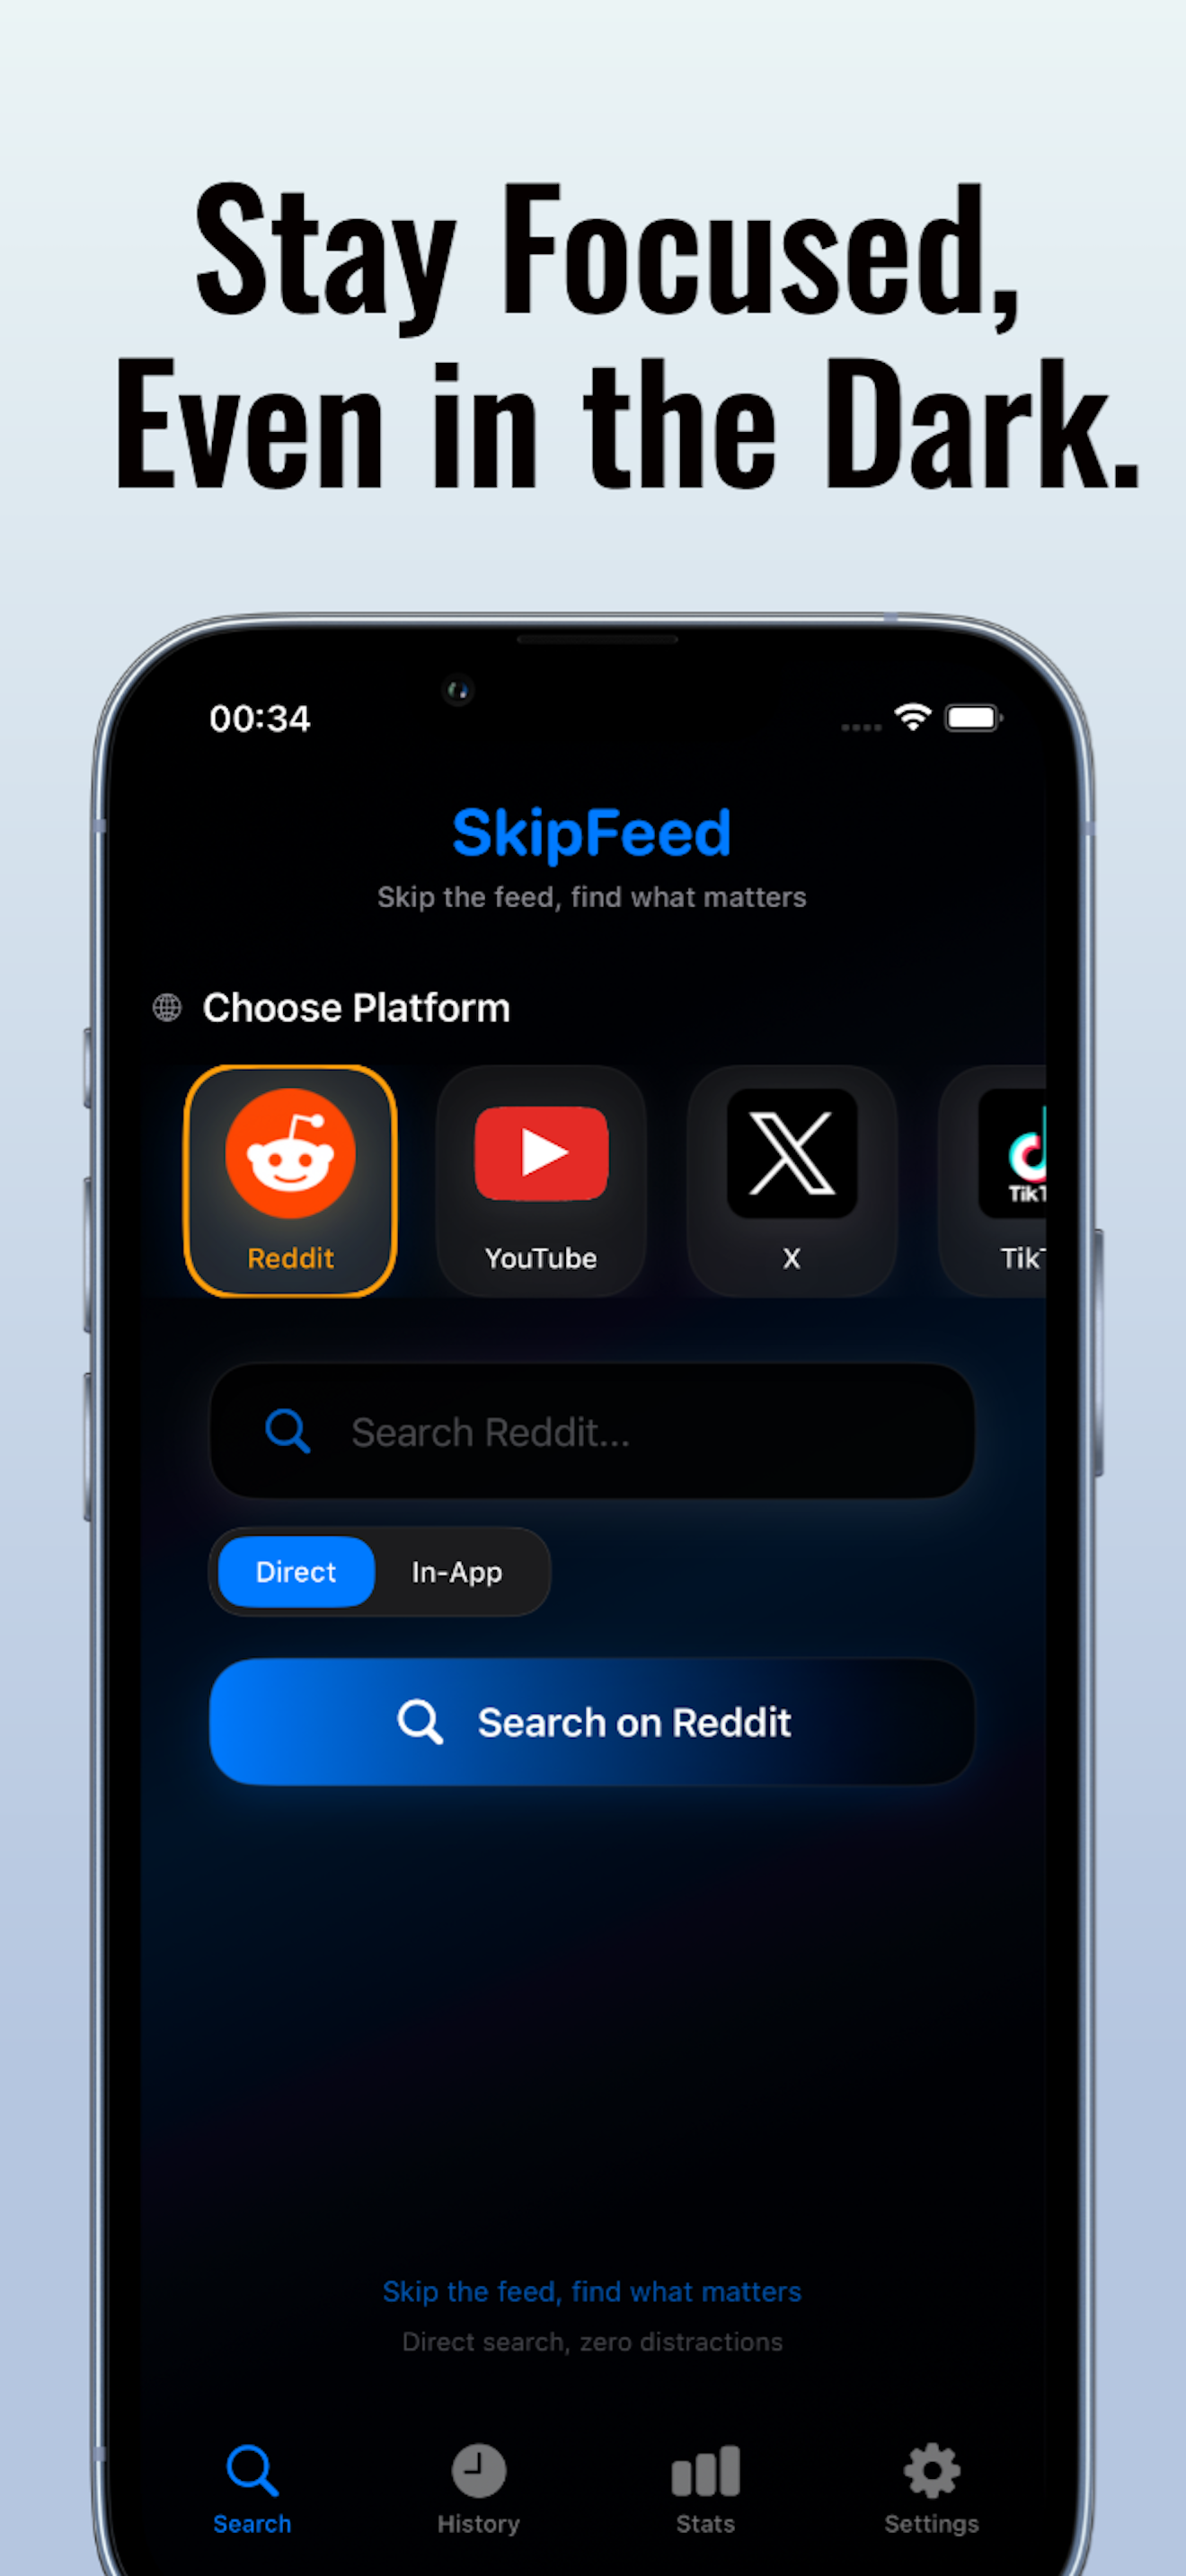 Stay Focused,
Even in the Dark.
00:34
SkipFeed
Skip the feed, find what matters
Choose Platform
Reddit
YouTube
X
TikT
Search Reddit...
Direct
In-App
Search on Reddit
Skip the feed, find what matters
Direct search, zero distractions
Search
History
Stats
Settings